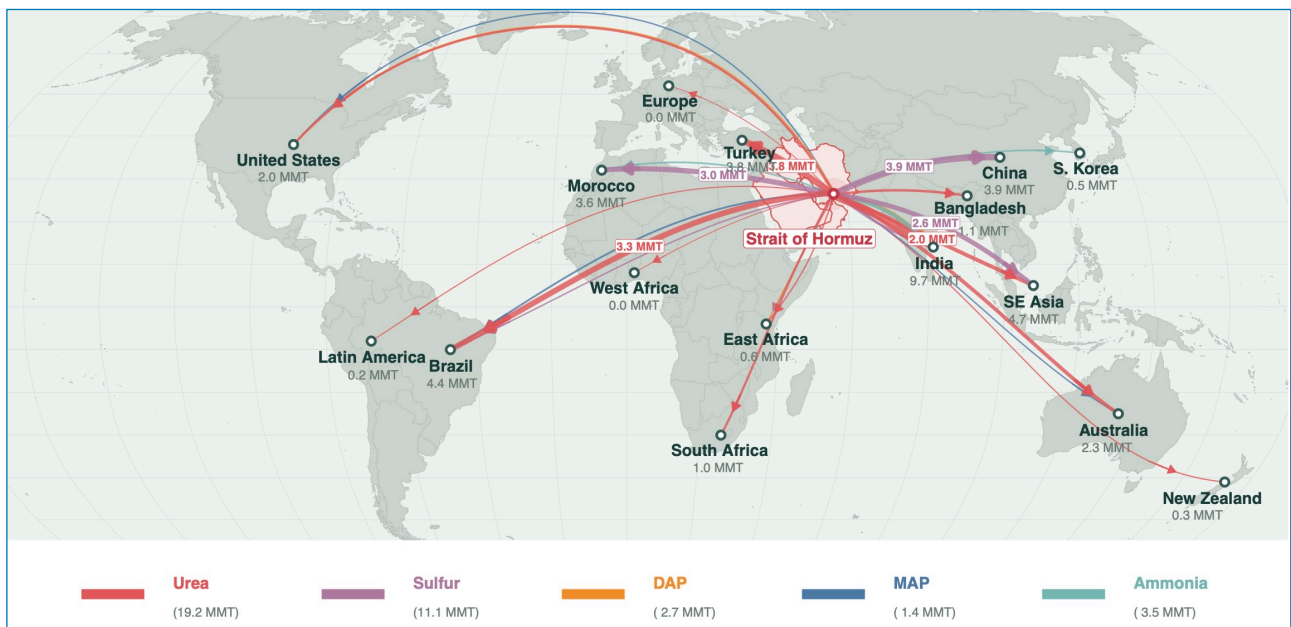 Europe
0.0 MMT
United States
2.0 MMT
Turkey
3.8 MMT
3.8 MMT
Morocco
3.6 MMT
3.0 MMT
3.9 MMT
China
3.9 MMT
S. Korea
0.5 MMT
Bangladesh
1.1 MMT
2.6 MMT
2.0 MMT
Strait of Hormuz
3.3 MMT
India
9.7 MMT
West Africa
0.0 MMT
SE Asia
4.7 MMT
East Africa
0.6 MMT
Latin America
0.2 MMT
Brazil
4.4 MMT
Australia
2.3 MMT
South Africa
1.0 MMT
New Zealand
0.3 MMT
Urea
(19.2 MMT)
Sulfur
(11.1 MMT)
DAP
( 2.7 MMT)
MAP
( 1.4 MMT)
Ammonia
( 3.5 MMT)